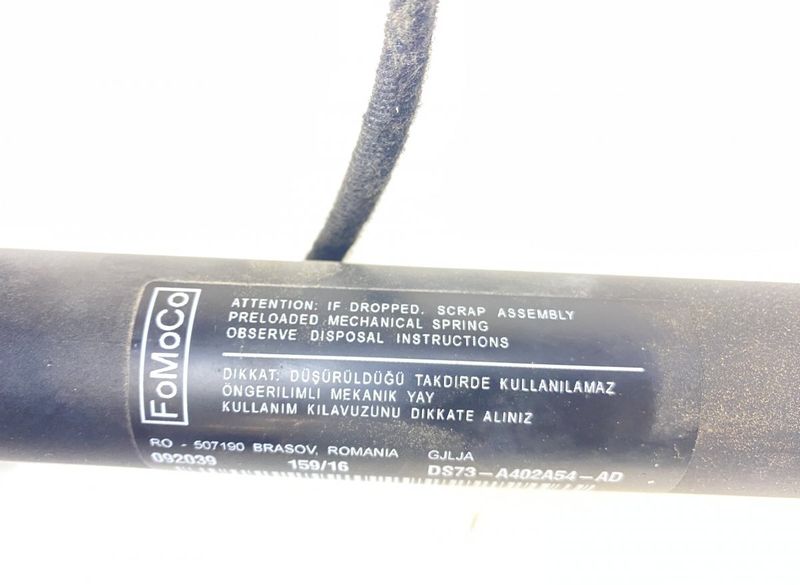 FoMoCo
ATTENTION: IF DROPPED, SCRAP ASSEMBLY
PRELOADED MECHANICAL SPRING
OBSERVE DISPOSAL INSTRUCTIONS
DIKKAT: DÜŞÜRÜLDÜĞÜ TAKDIRDE KULLANILAMAZ
ÖNGERILIMLI MEKANIK YAY
KULLANIM KILAVUZUNU DIKKATE ALINIZ
RO - 507190 BRASOV, ROMANIA GJLJA
092039 159/16 DS73-A402A54-AD